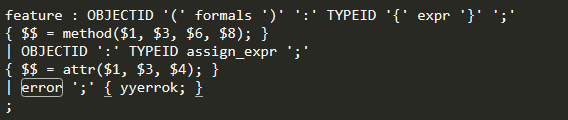 feature : OBJECTID '(' formals ')' ':' TYPEID '{' expr '}' ';'
{ $$ = method($1, $3, $6, $8); }
| OBJECTID ':' TYPEID assign_expr ';'
{ $$ = attr($1, $3, $4); }
| error ';' { yyerrok; }
;